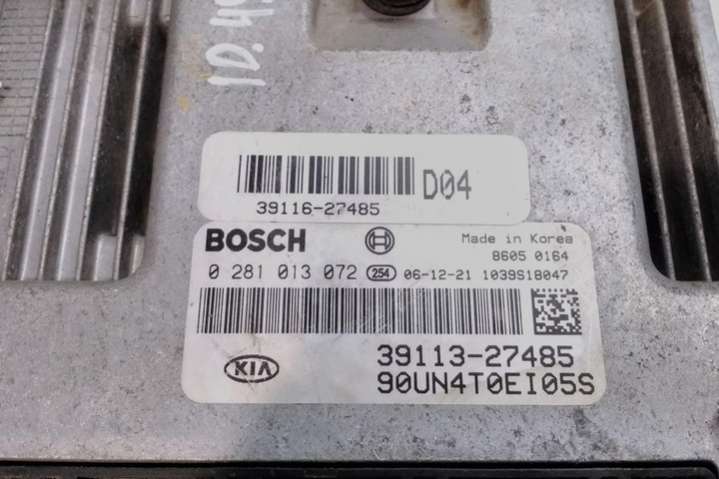 D04
39116-27485
BOSCH
Made in Korea
8605 0164
0 281 013 072 254 06-12-21 1039S18047
KIA
39113-27485
90UN4T0EI05S